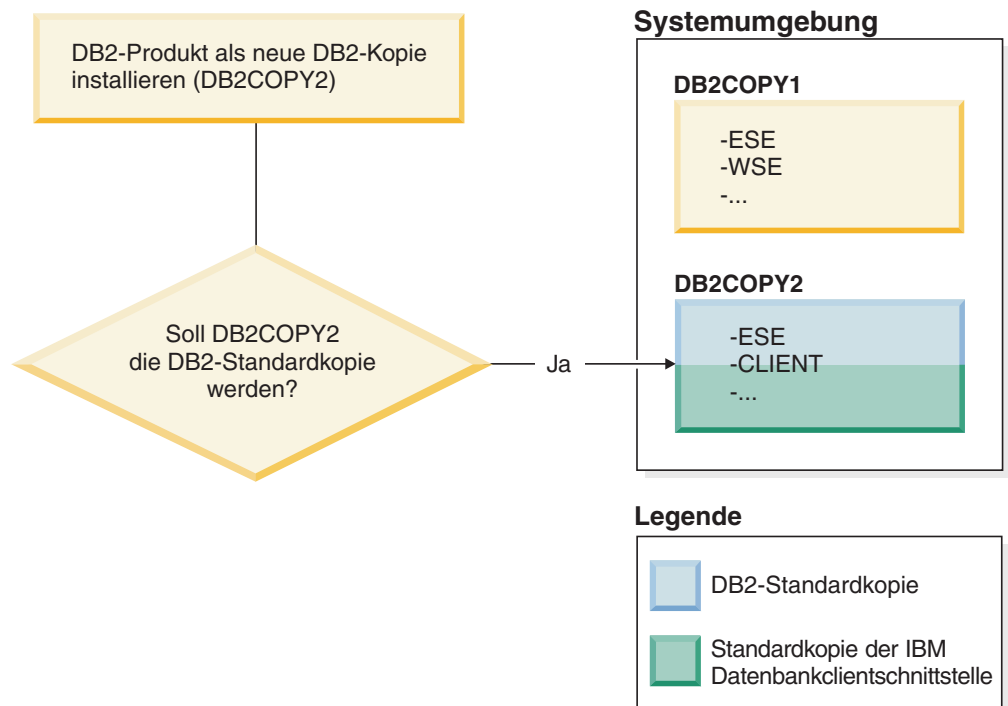 DB2-Produkt als neue DB2-Kopie
installieren (DB2COPY2)
Soll DB2COPY2
die DB2-Standardkopie
werden?
Ja
Systemumgebung
DB2COPY1
-ESE
-WSE
-...
DB2COPY2
-ESE
-CLIENT
-...
Legende
DB2-Standardkopie
Standardkopie der IBM
Datenbankclientschnittstelle